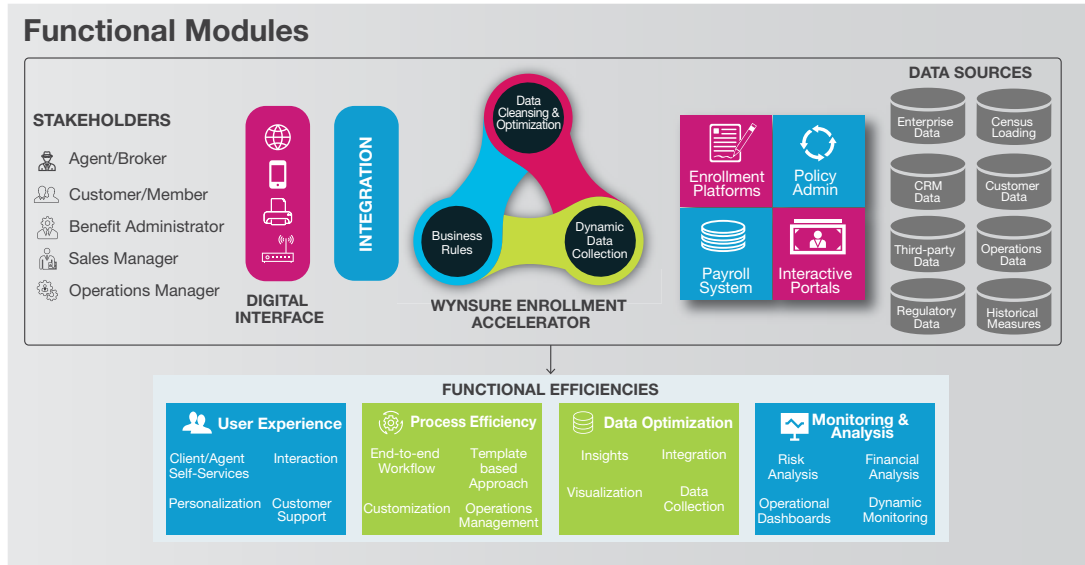 Functional Modules
STAKEHOLDERS
Agent/Broker
Customer/Member
Benefit Administrator
Sales Manager
Operations Manager
DIGITAL
INTERFACE
INTEGRATION
Data
Cleansing &
Optimization
Business
Rules
Dynamic
Data
Collection
WYNSURE ENROLLMENT
ACCELERATOR
Enrollment
Platforms
Policy
Admin
Payroll
System
Interactive
Portals
DATA SOURCES
Enterprise
Data
Census
Loading
CRM
Data
Customer
Data
Third-party
Data
Operations
Data
Regulatory
Data
Historical
Measures
FUNCTIONAL EFFICIENCIES
User Experience
Client/Agent
Self-Services
Interaction
Personalization
Customer
Support
Process Efficiency
End-to-end
Workflow
Template
based
Approach
Customization
Operations
Management
Data Optimization
Insights
Integration
Visualization
Data
Collection
Monitoring &
Analysis
Risk
Analysis
Financial
Analysis
Operational
Dashboards
Dynamic
Monitoring